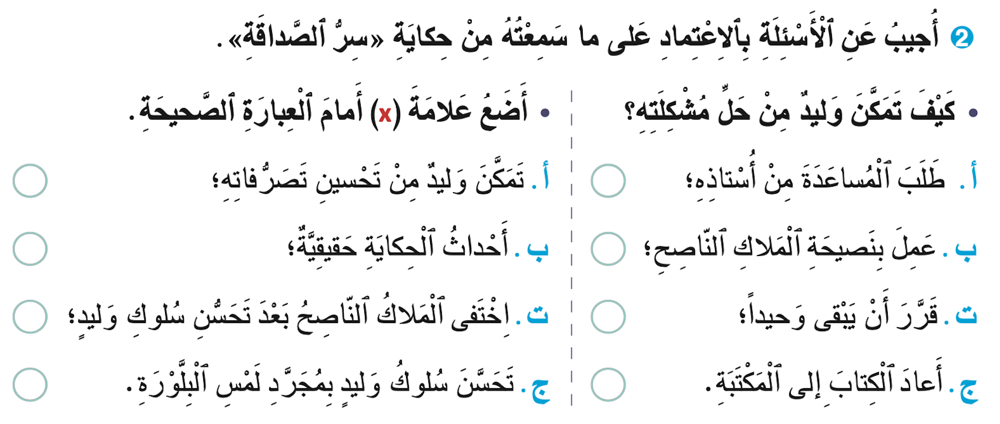 2 أُجيبُ عَنِ ٱلْأَسْئِلَةِ بِٱلِاعْتِمادِ عَلى ما سَمِعْتُهُ مِنْ حِكايَةِ «سِرُّ ٱلصَّداقَةِ».
• كَيْفَ تَمَكَّنَ وَليدٌ مِنْ حَلِّ مُشْكِلَتِهِ؟
أ. طَلَبَ ٱلْمُساعَدَةَ مِنْ أُسْتاذِهِ؛
ب. عَمِلَ بِنَصيحَةِ ٱلْمَلاكِ ٱلنّاصِحِ؛
ت. قَرَّرَ أَنْ يَبْقى وَحيداً؛
ج. أَعادَ ٱلْكِتابَ إِلى ٱلْمَكْتَبَةِ.
• أَضَعُ عَلامَةَ (x) أَمامَ ٱلْعِبارَةِ ٱلصَّحيحَةِ.
أ. تَمَكَّنَ وَليدٌ مِنْ تَحْسينِ تَصَرُّفاتِهِ؛
ب. أَحْداثُ ٱلْحِكايَةِ حَقيقِيَّةٌ؛
ت. اِخْتَفى ٱلْمَلاكُ ٱلنّاصِحُ بَعْدَ تَحَسُّنِ سُلوكِ وَليدٍ؛
ج. تَحَسَّنَ سُلوكُ وَليدٍ بِمُجَرَّدِ لَمْسِ ٱلْبِلَّوْرَةِ.